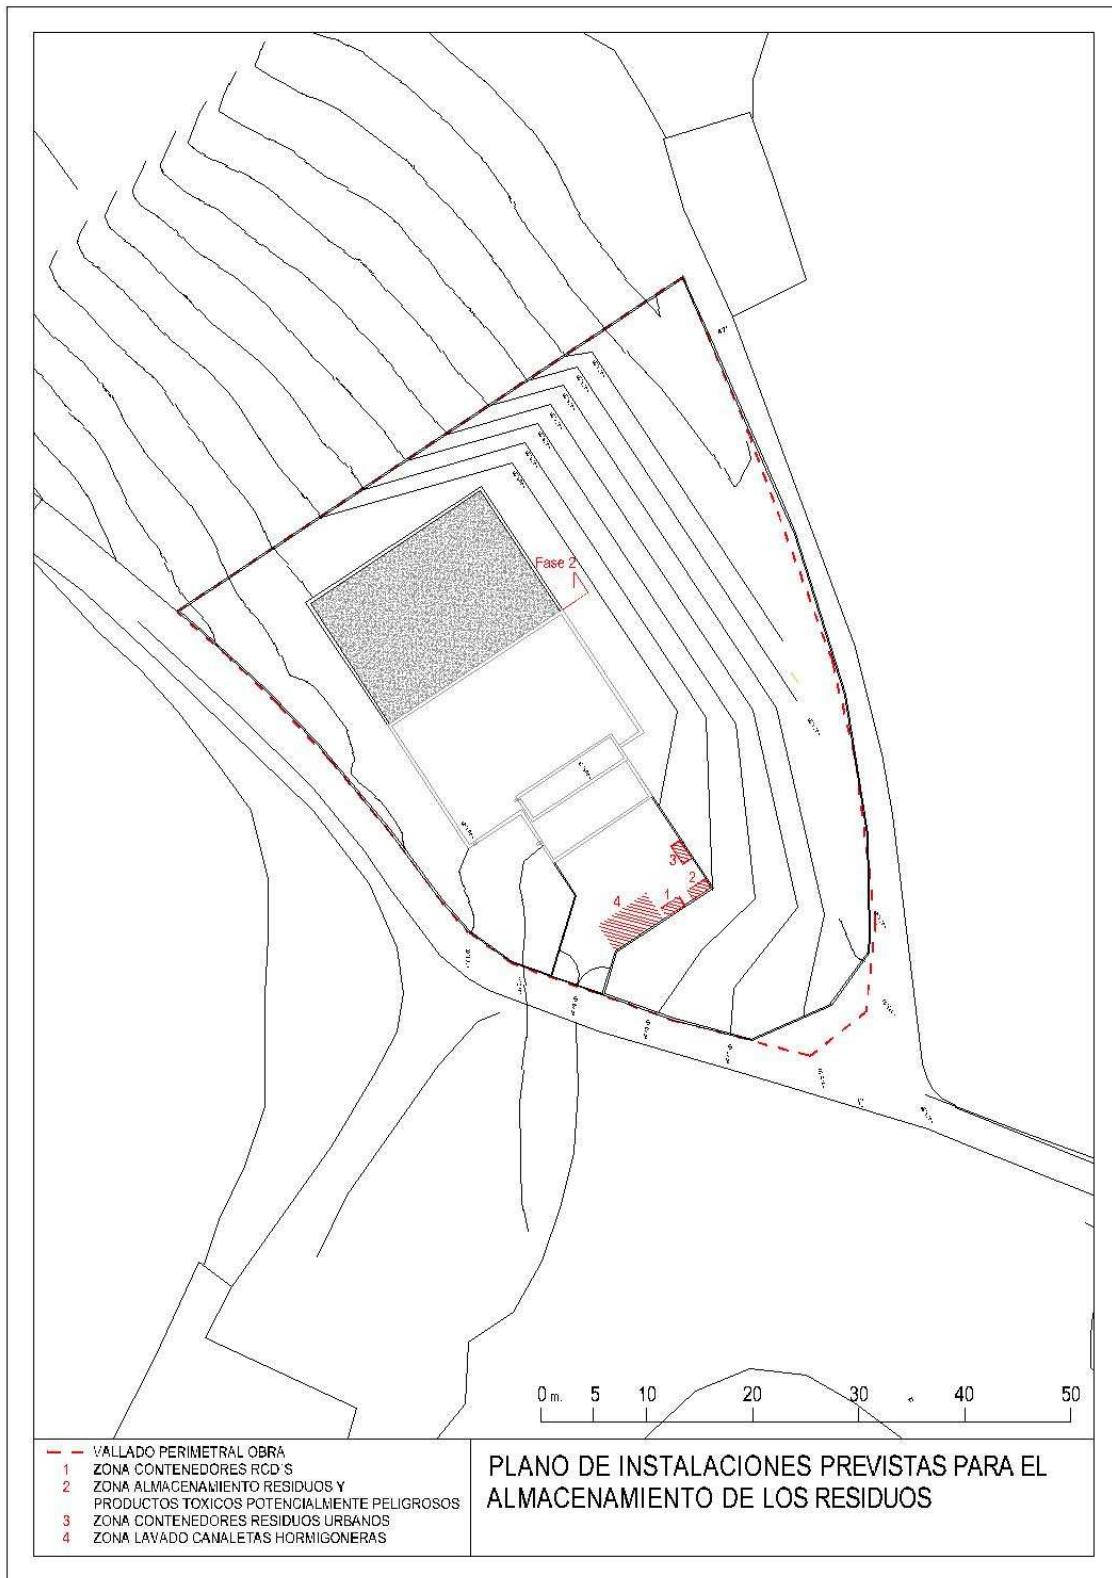 47'
Fase 2
3
2
1
4
0 m. 5 10 20 30 40 50
VALLADO PERIMETRAL OBRA
1 ZONA CONTENEDORES RCD´S
2 ZONA ALMACENAMIENTO RESIDUOS Y
PRODUCTOS TOXICOS POTENCIALMENTE PELIGROSOS
3 ZONA CONTENEDORES RESIDUOS URBANOS
4 ZONA LAVADO CANALETAS HORMIGONERAS
PLANO DE INSTALACIONES PREVISTAS PARA EL
ALMACENAMIENTO DE LOS RESIDUOS